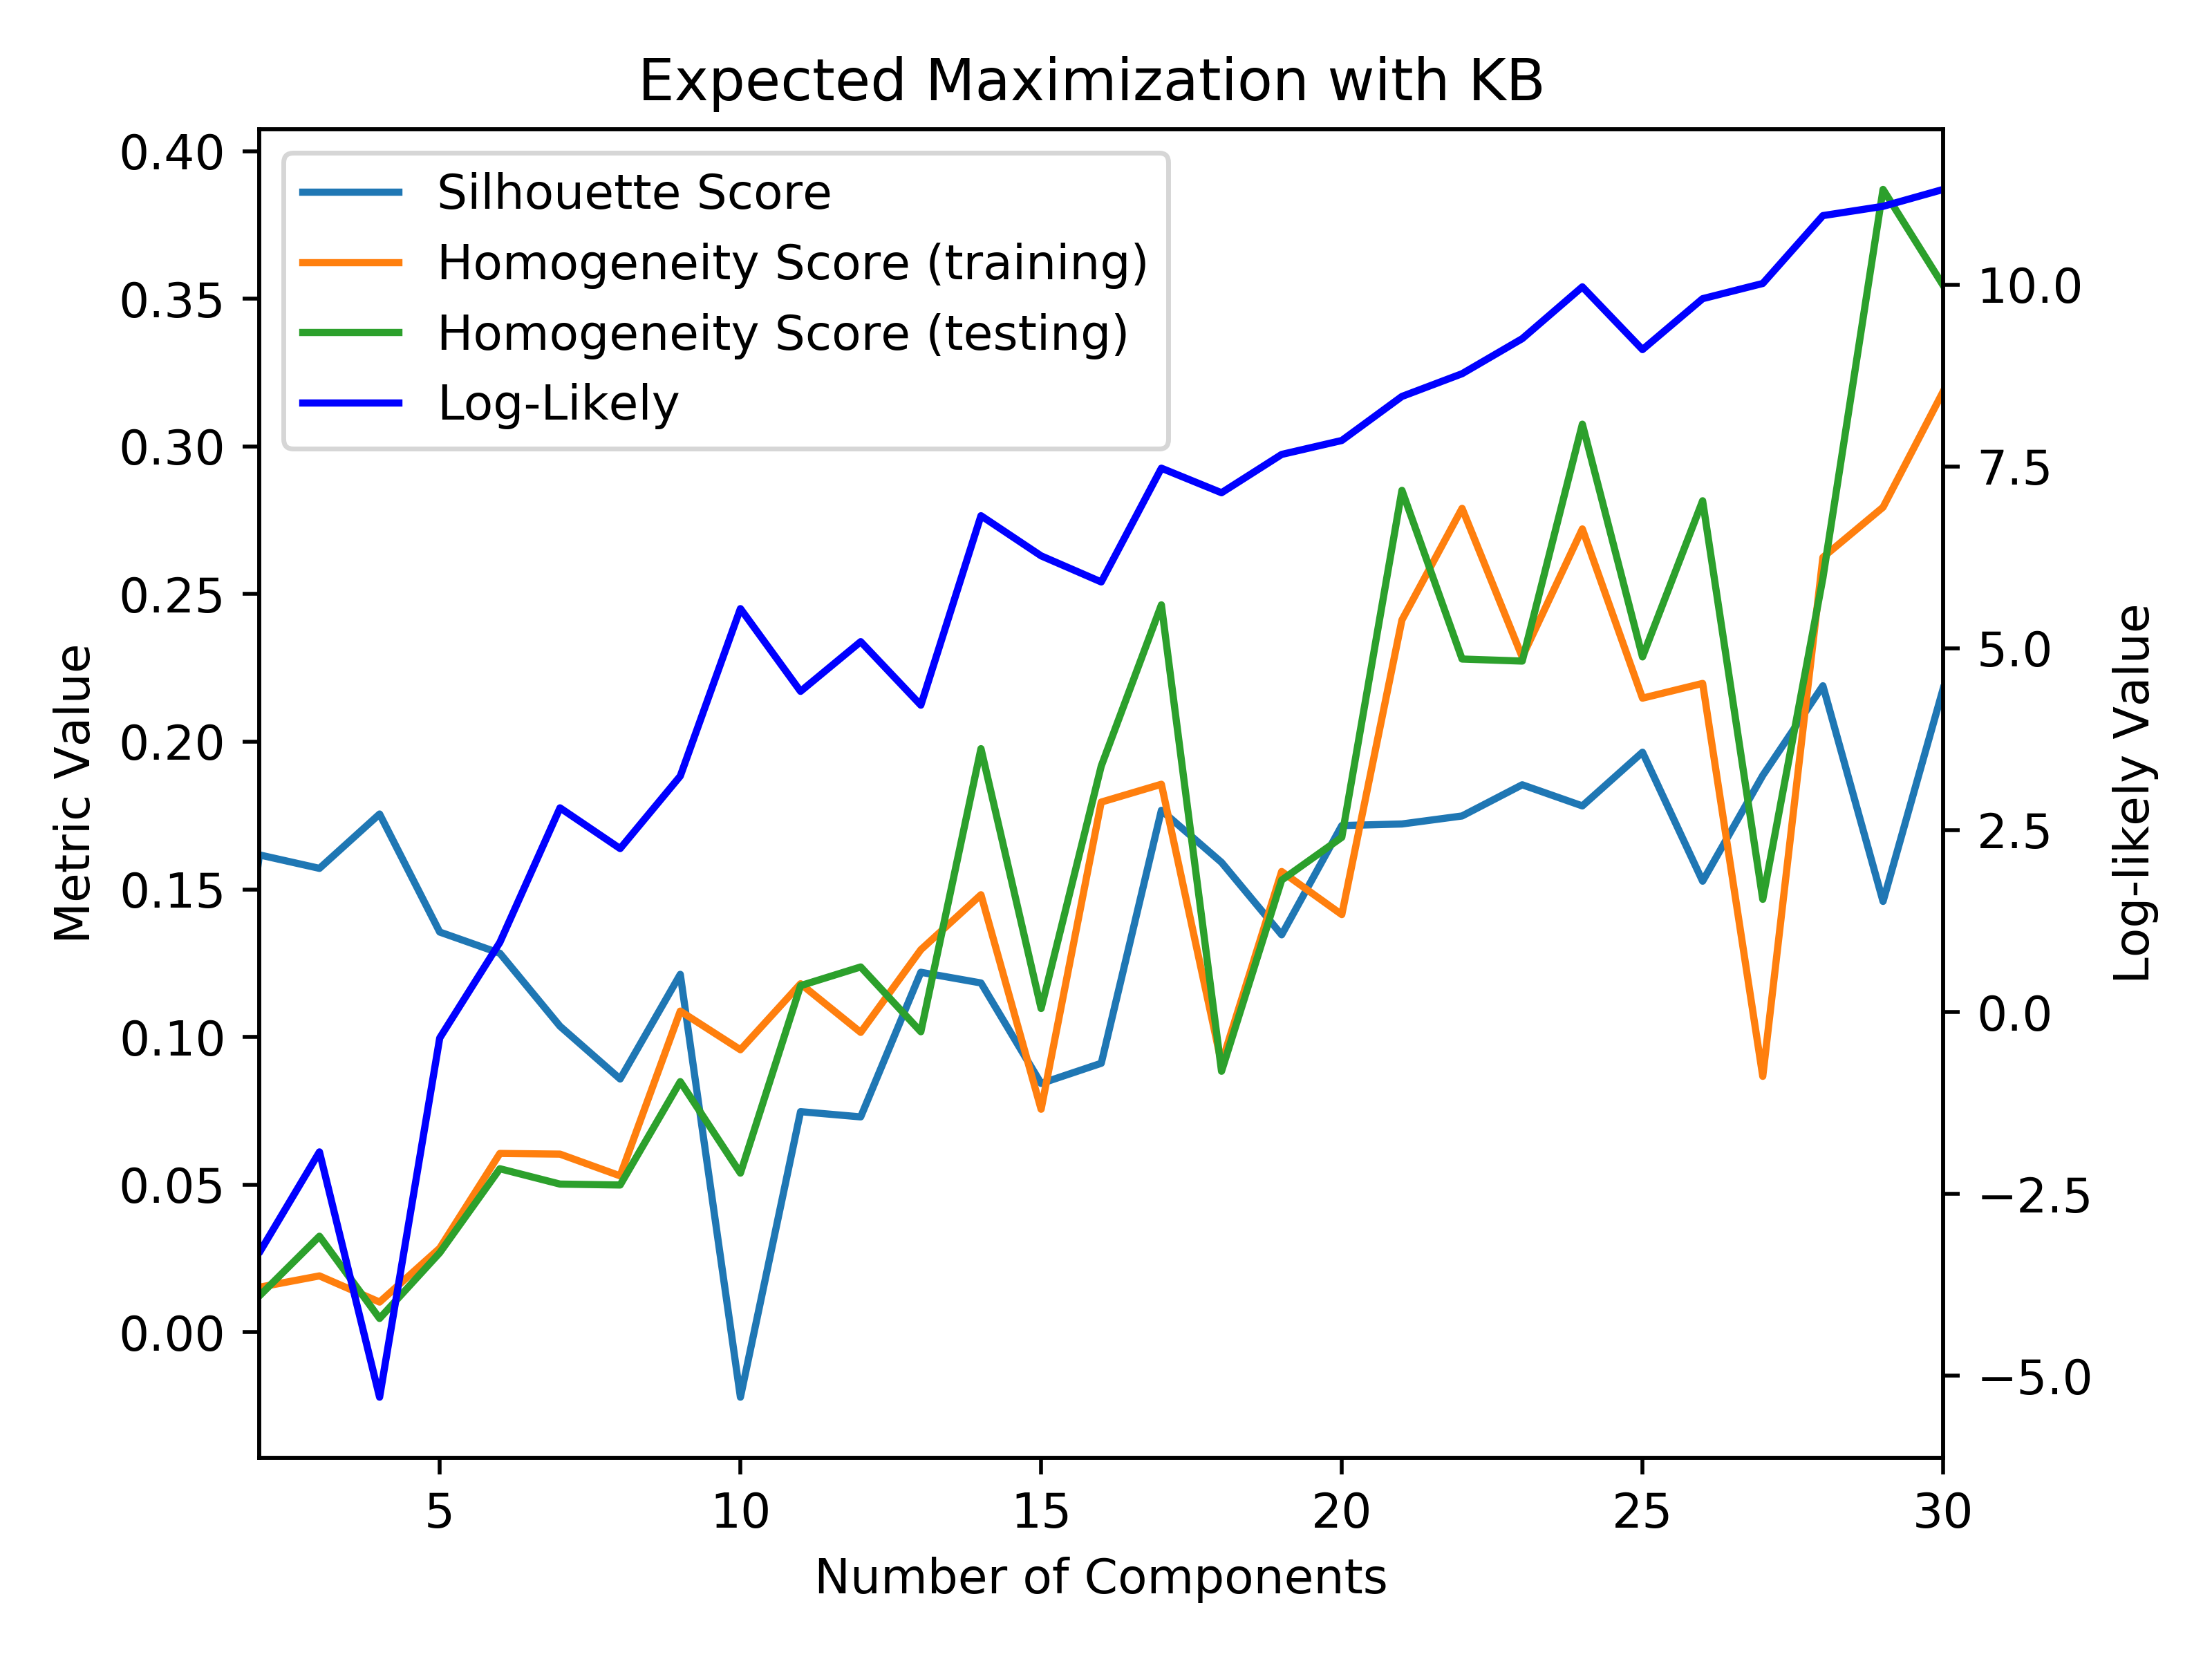 Expected Maximization with KB
Silhouette Score
Homogeneity Score (training)
Homogeneity Score (testing)
Log-Likely
0.40
0.35
0.30
0.25
0.20
0.15
0.10
0.05
0.00
Metric Value
10.0
7.5
5.0
2.5
0.0
−2.5
−5.0
Log-likely Value
5
10
15
20
25
30
Number of Components